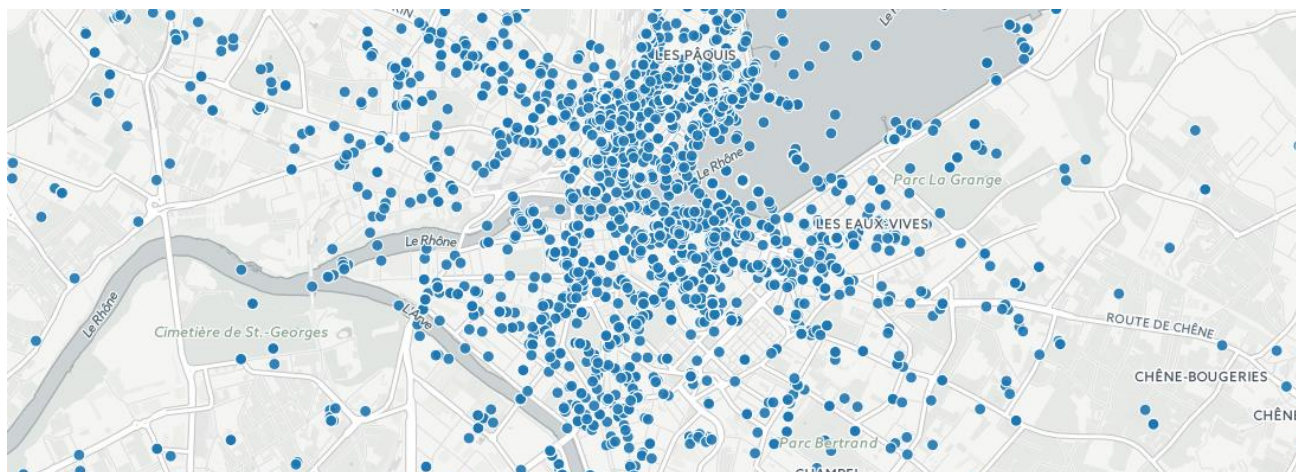 LES PÂQUIS
Le Rhône
Parc La Grange
LES EAUX-VIVES
Le Rhône
Le Rhône
L'Arve
Cimetière de St.-Georges
ROUTE DE CHÊNE
CHÊNE-BOUGERIES
CHÊNE
Parc Bertrand